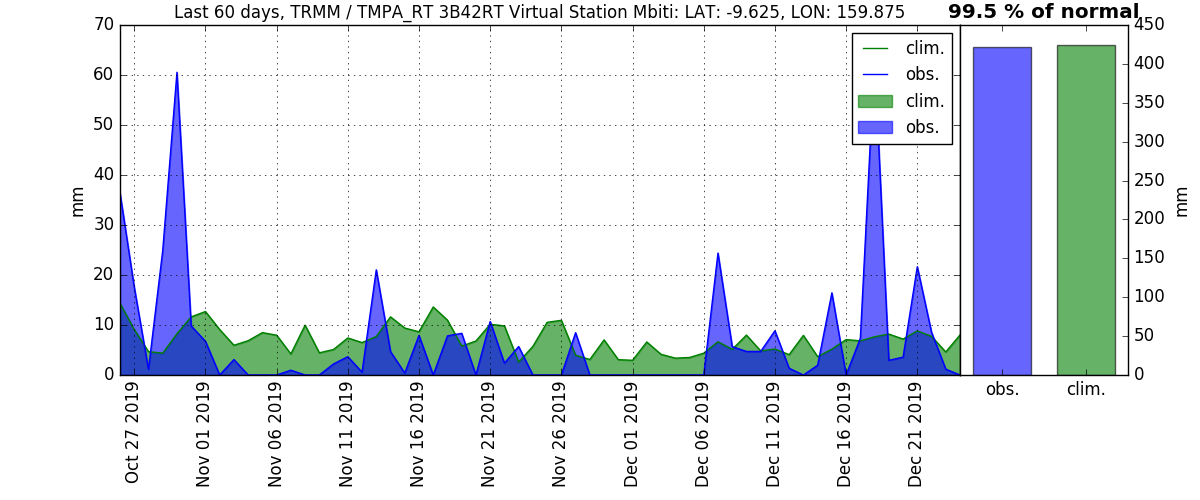 Last 60 days, TRMM / TMPA_RT 3B42RT Virtual Station Mbiti: LAT: -9.625, LON: 159.875
99.5 % of normal
70
60
50
40
30
20
10
0
mm
clim.
obs.
clim.
obs.
450
400
350
300
250
200
150
100
50
0
mm
obs.
clim.
Oct 27 2019
Nov 01 2019
Nov 06 2019
Nov 11 2019
Nov 16 2019
Nov 21 2019
Nov 26 2019
Dec 01 2019
Dec 06 2019
Dec 11 2019
Dec 16 2019
Dec 21 2019